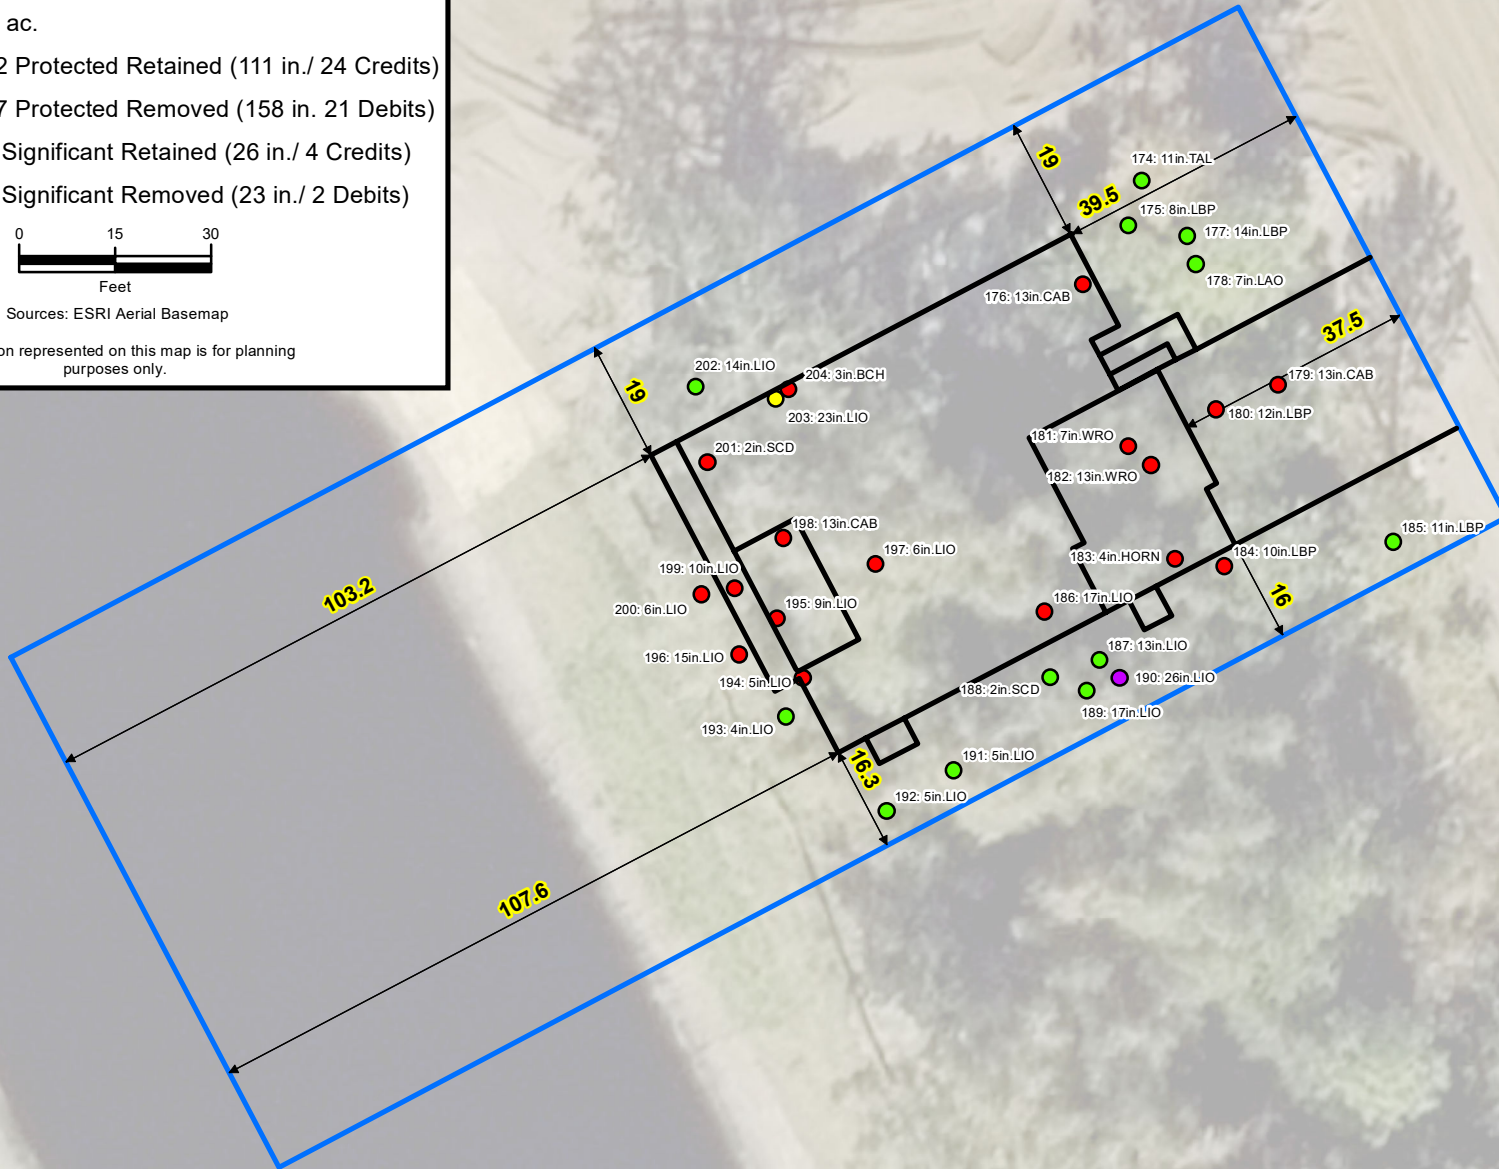 ac.
2 Protected Retained (111 in./ 24 Credits)
7 Protected Removed (158 in. 21 Debits)
Significant Retained (26 in./ 4 Credits)
Significant Removed (23 in./ 2 Debits)
0 15 30
Feet
Sources: ESRI Aerial Basemap
on represented on this map is for planning
purposes only.
19
39.5
174: 11in.TAL
175: 8in.LBP
177: 14in.LBP
178: 7in.LAO
176: 13in.CAB
37.5
179: 13in.CAB
180: 12in.LBP
19
202: 14in.LIO
204: 3in.BCH
203: 23in.LIO
201: 2in.SCD
181: 7in.WRO
182: 13in.WRO
198: 13in.CAB
197: 6in.LIO
183: 4in.HORN
184: 10in.LBP
185: 11in.LBP
199: 10in.LIO
200: 6in.LIO
195: 9in.LIO
186: 17in.LIO
16
103.2
196: 15in.LIO
194: 5in.LIO
187: 13in.LIO
190: 26in.LIO
188: 2in.SCD
189: 17in.LIO
193: 4in.LIO
191: 5in.LIO
16.3
192: 5in.LIO
107.6